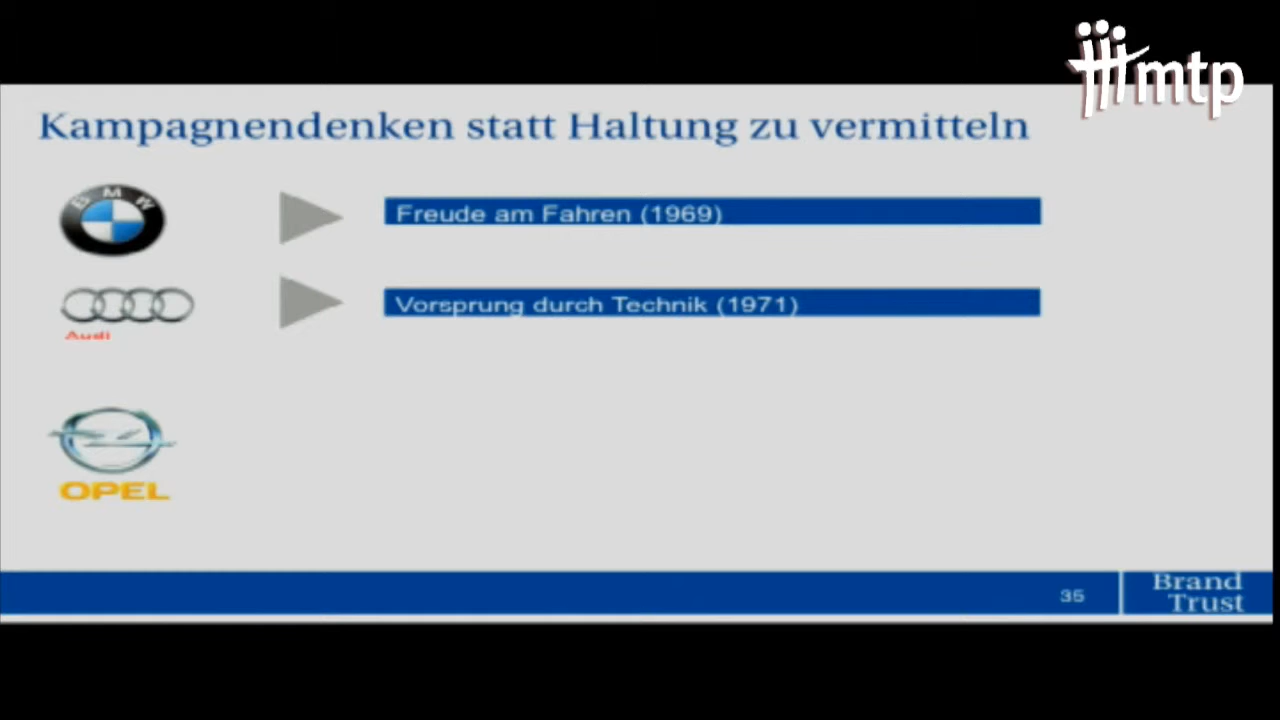 mtp
Kampagnendenken statt Haltung zu vermitteln
BMW
Freude am Fahren (1969)
Vorsprung durch Technik (1971)
Audi
OPEL
35
Brand
Trust